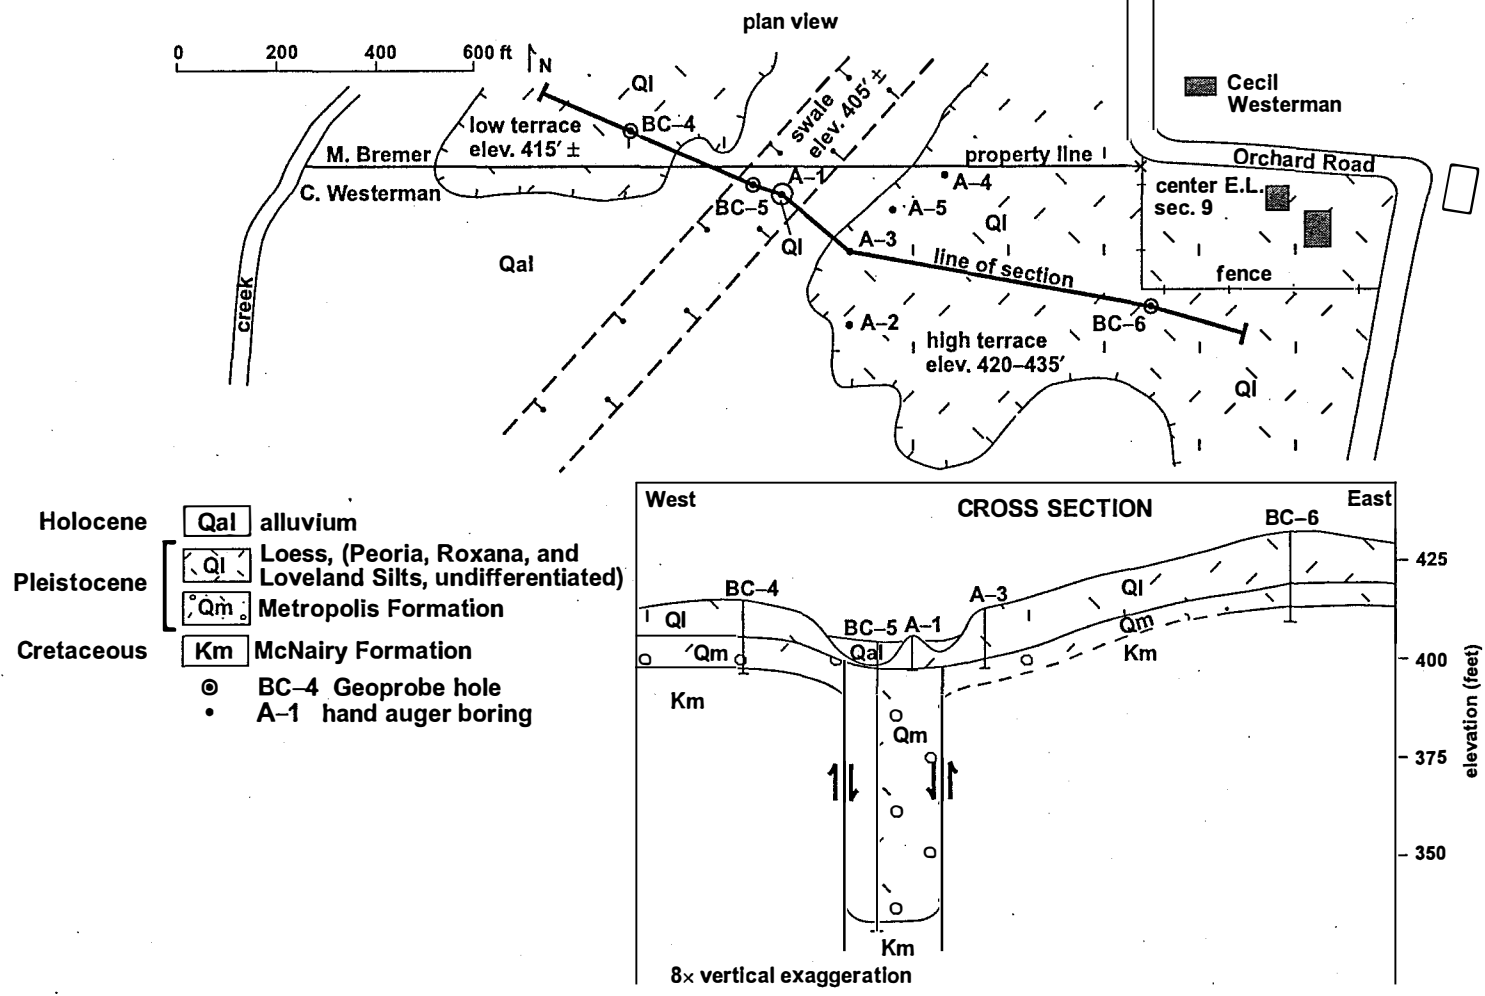 plan view
0 200 400 600 ft
N
Ql
Cecil
Westerman
swale
elev. 405′ ±
BC–4
low terrace
elev. 415′ ±
M. Bremer
property line
Orchard Road
C. Westerman
A–1
A–4
center E.L.
sec. 9
BC–5
A–5
Ql
Ql
A–3
Qal
line of section
fence
creek
A–2
BC–6
high terrace
elev. 420–435′
Ql
West
CROSS SECTION
East
BC–6
Holocene Qal alluvium
Pleistocene
Ql Loess, (Peoria, Roxana, and
Loveland Silts, undifferentiated)
Qm Metropolis Formation
Cretaceous Km McNairy Formation
BC–4 Geoprobe hole
A–1 hand auger boring
425
BC–4
A–3
Ql
Ql
BC–5
A–1
Qm
Qal
Qm
Km
400
Km
Qm
375
elevation (feet)
350
Km
8× vertical exaggeration